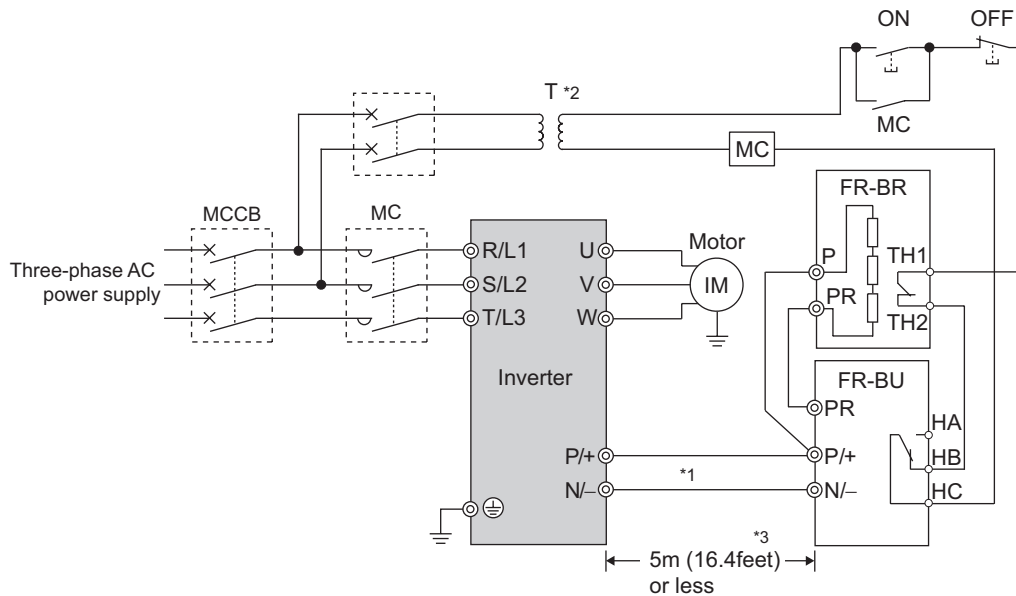 ON OFF
T *2
MC
MC
FR-BR
MCCB MC
R/L1 U Motor P TH1
Three-phase AC
power supply
S/L2 V IM PR
T/L3 W TH2
Inverter FR-BU
PR
HA
P/+ P/+ HB
*1
N/– N/– HC
*3
5m (16.4feet)
or less